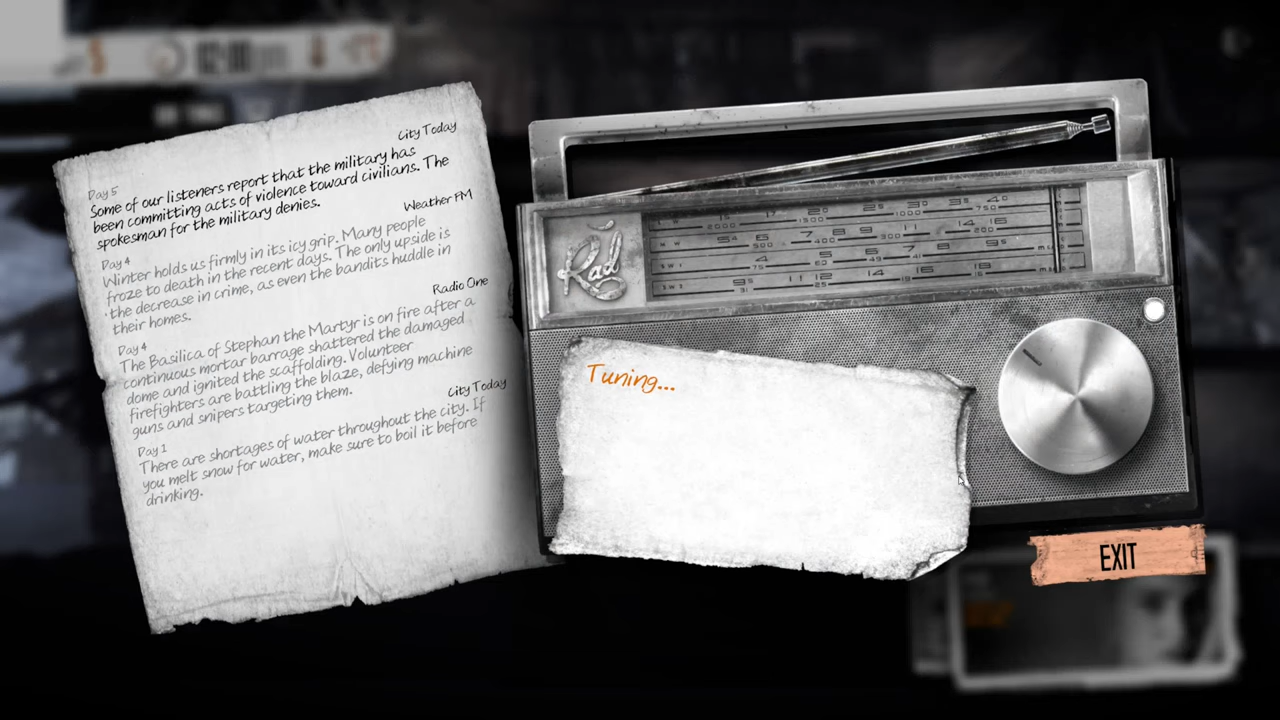 City Today
Day 5
Some of our listeners report that the military has
been committing acts of violence toward civilians. The
spokesman for the military denies.
Weather FM
Day 4
Winter holds us firmly in its icy grip. Many people
froze to death in the recent days. The only upside is
the decrease in crime, as even the bandits huddle in
their homes.
Radio One
Day 4
The Basilica of Stephan the Martyr is on fire after a
continuous mortar barrage shattered the damaged
dome and ignited the scaffolding. Volunteer
firefighters are battling the blaze, defying machine
guns and snipers targeting them.
City Today
Day 1
There are shortages of water throughout the city. If
you melt snow for water, make sure to boil it before
drinking.
Rad
Tuning...
EXIT